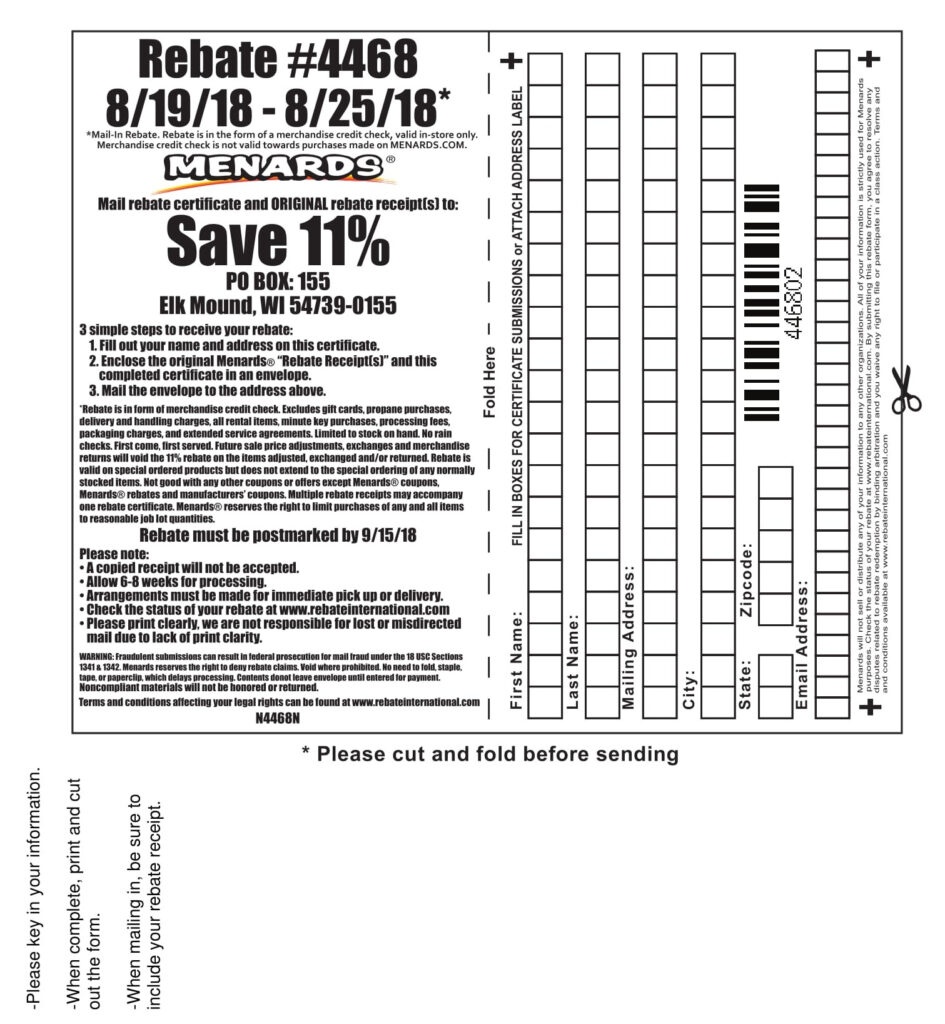 Rebate #4468
8/19/18 - 8/25/18*
*Mail-In Rebate. Rebate is in the form of a merchandise credit check, valid in-store only.
Merchandise credit check is not valid towards purchases made on MENARDS.COM.
MENARDS®
Mail rebate certificate and ORIGINAL rebate receipt(s) to:
Save 11%
PO BOX: 155
Elk Mound, WI 54739-0155
3 simple steps to receive your rebate:
1. Fill out your name and address on this certificate.
2. Enclose the original Menards® “Rebate Receipt(s)” and this
completed certificate in an envelope.
3. Mail the envelope to the address above.
*Rebate is in form of merchandise credit check. Excludes gift cards, propane purchases,
delivery and handling charges, all rental items, minute key purchases, processing fees,
packaging charges, and extended service agreements. Limited to stock on hand. No rain
checks. First come, first served. Future sale price adjustments, exchanges and merchandise
returns will void the 11% rebate on the items adjusted, exchanged and/or returned. Rebate is
valid on special ordered products but does not extend to the special ordering of any normally
stocked items. Not good with any other coupons or offers except Menards® coupons,
Menards® rebates and manufacturers’ coupons. Multiple rebate receipts may accompany
one rebate certificate. Menards® reserves the right to limit purchases of any and all items
to reasonable job lot quantities.
Rebate must be postmarked by 9/15/18
Please note:
• A copied receipt will not be accepted.
• Allow 6-8 weeks for processing.
• Arrangements must be made for immediate pick up or delivery.
• Check the status of your rebate at www.rebateinternational.com
• Please print clearly, we are not responsible for lost or misdirected
mail due to lack of print clarity.
WARNING: Fraudulent submissions can result in federal prosecution for mail fraud under the 18 USC Sections
1341 & 1342. Menards reserves the right to deny rebate claims. Void where prohibited. No need to fold, staple,
tape, or paperclip, which delays processing. Contents donot leave envelope until entered for payment.
Noncompliant materials will not be honored or returned.
Terms and conditions affecting your legal rights can be found at www.rebateinternational.com
N4468N
Fold Here
FILL IN BOXES FOR CERTIFICATE SUBMISSIONS or ATTACH ADDRESS LABEL
First Name:
Last Name:
Mailing Address:
City:
State:
Zipcode:
446802
Email Address:
Menards will not sell or distribute any of your information to any other organizations. All of your information is strictly used for Menards
purposes. Check the status of your rebate at www.rebateinternational.com. By submitting this rebate form, you agree to resolve any
disputes related to rebate redemption by binding arbitration and you waive any right to file or participate in a class action. Terms and
and conditions available at www.rebateinternational.com
* Please cut and fold before sending
-Please key in your information.
-When complete, print and cut
out the form.
-When mailing in, be sure to
include your rebate receipt.